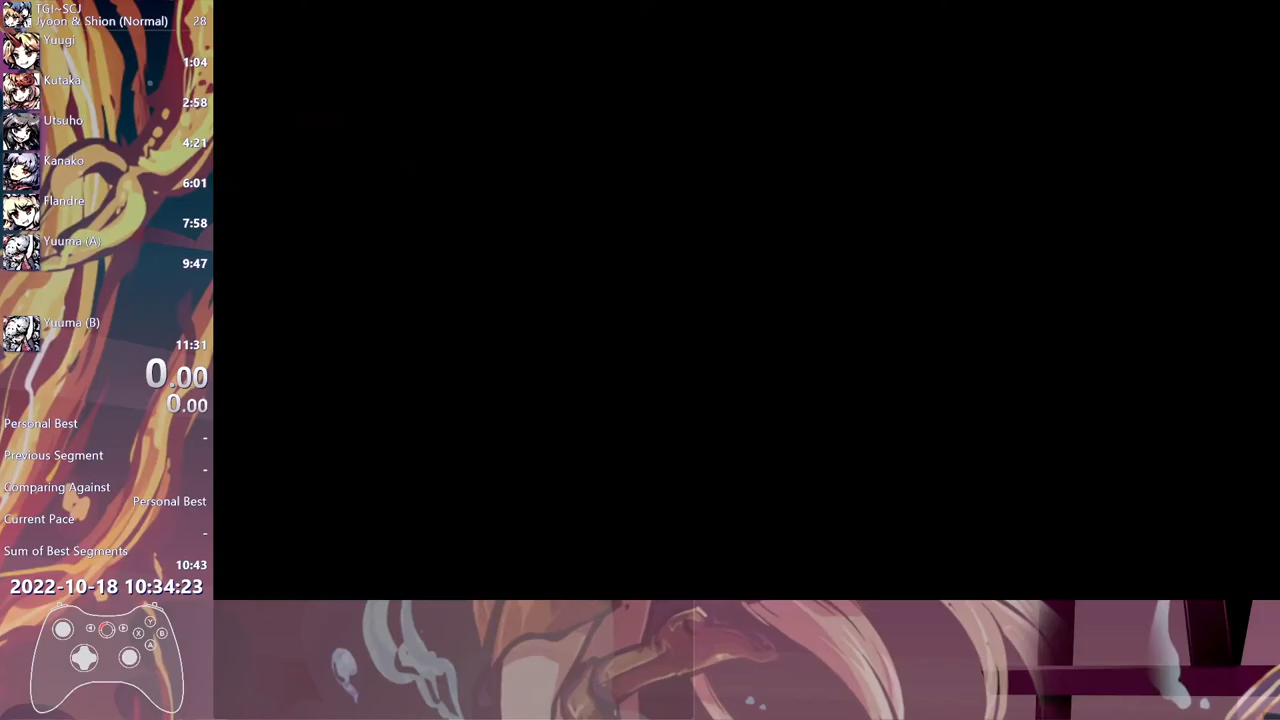 TGI~SCJ
Jyoon & Shion (Normal) 28
Yuugi
1:04
Kutaka
2:58
Utsuho
4:21
Kanako
6:01
Flandre
7:58
Yuuma (A)
9:47
Yuuma (B)
11:31
0.00
0.00
Personal Best
-
Previous Segment
-
Comparing Against
Personal Best
Current Pace
-
Sum of Best Segments
10:43
2022-10-18 10:34:23
Y
X B
A